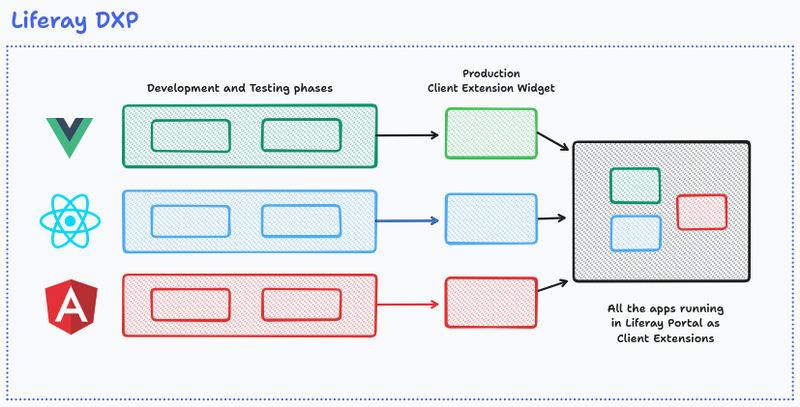 Liferay DXP
Development and Testing phases
Production
Client Extension Widget
All the apps running
in Liferay Portal as
Client Extensions